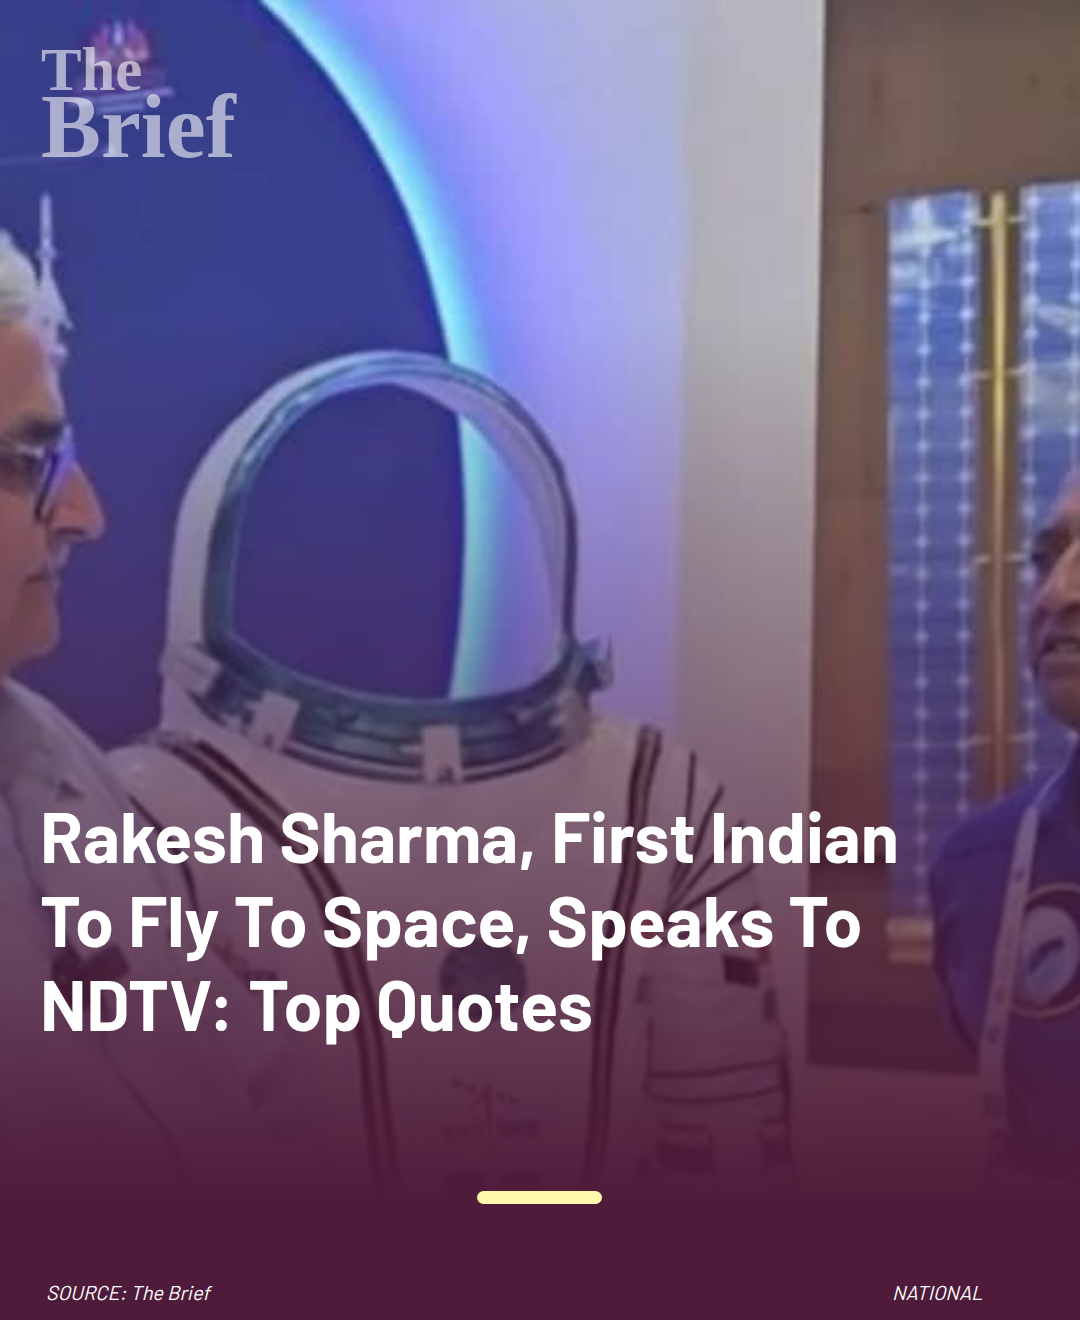 The
Brief
Rakesh Sharma, First Indian
To Fly To Space, Speaks To
NDTV: Top Quotes
SOURCE: The Brief
NATIONAL